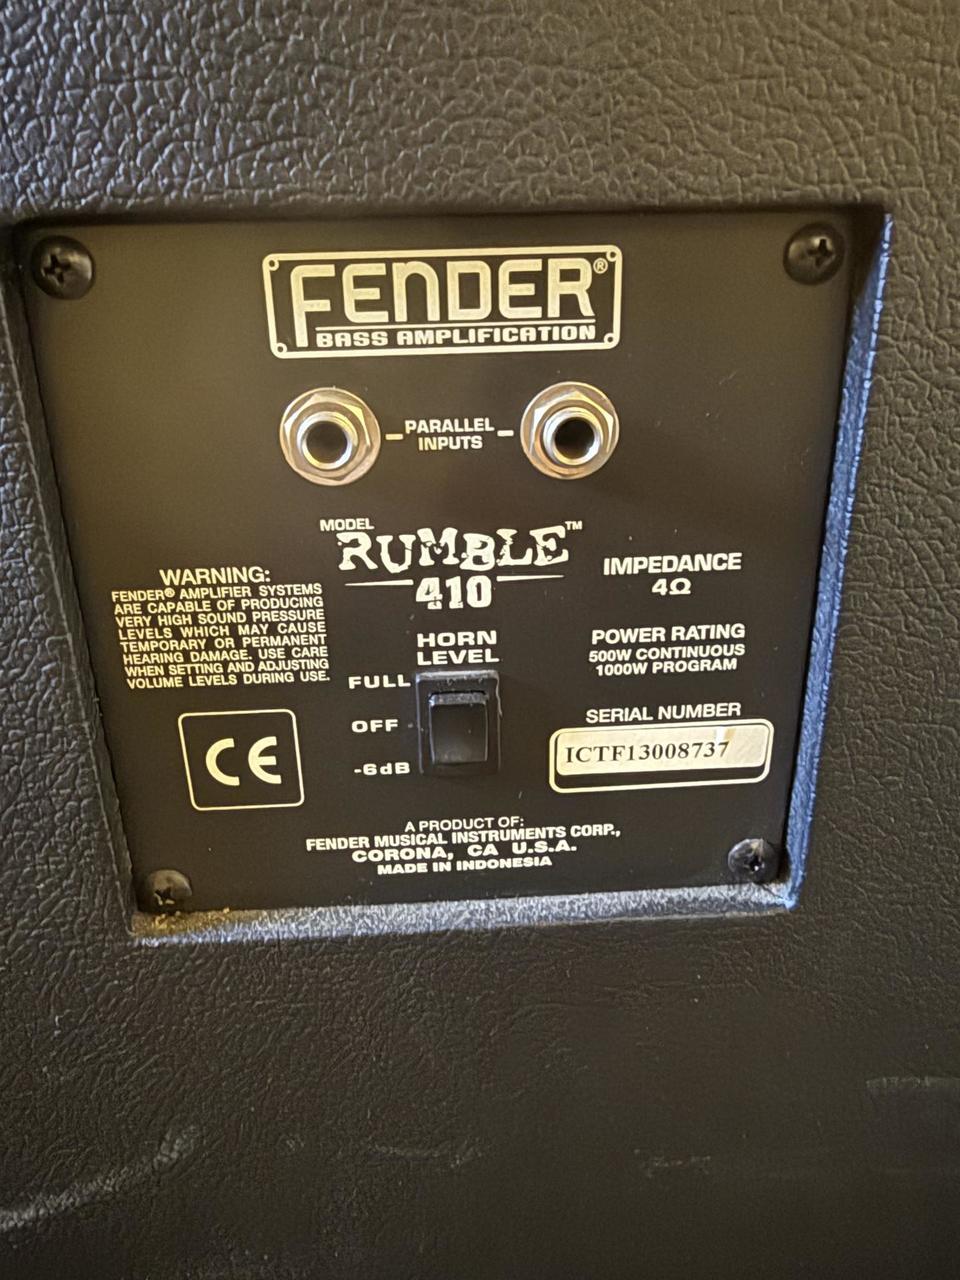 FENDER®
BASS AMPLIFICATION
PARALLEL
INPUTS
MODEL
RUMBLE™
410
IMPEDANCE
4Ω
WARNING:
FENDER® AMPLIFIER SYSTEMS
ARE CAPABLE OF PRODUCING
VERY HIGH SOUND PRESSURE
LEVELS WHICH MAY CAUSE
TEMPORARY OR PERMANENT
HEARING DAMAGE. USE CARE
WHEN SETTING AND ADJUSTING
VOLUME LEVELS DURING USE.
HORN
LEVEL
FULL
OFF
-6dB
POWER RATING
500W CONTINUOUS
1000W PROGRAM
SERIAL NUMBER
ICTF13008737
CE
A PRODUCT OF:
FENDER MUSICAL INSTRUMENTS CORP.,
CORONA, CA U.S.A.
MADE IN INDONESIA